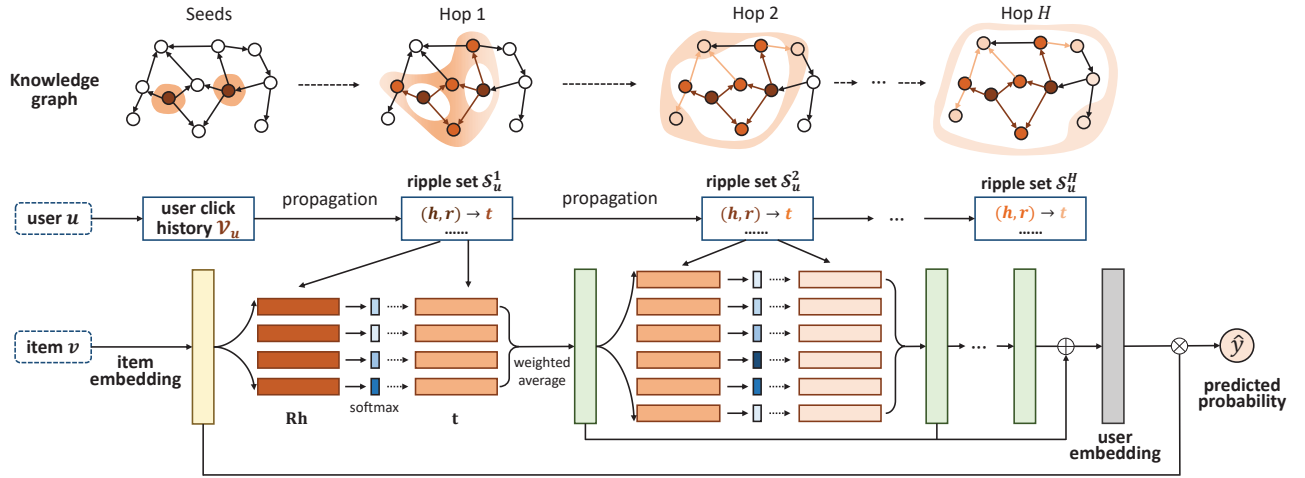 Seeds
Hop 1
Hop 2
Hop H
Knowledge
graph
...
propagation
propagation
ripple set 𝒮ᵤ¹
ripple set 𝒮ᵤ²
ripple set 𝒮ᵤᴴ
user u
user click
history 𝒱ᵤ
(h, r) → t
......
(h, r) → t
......
...
(h, r) → t
......
item v
item
embedding
Rh
softmax
t
weighted
average
...
user
embedding
ŷ
predicted
probability